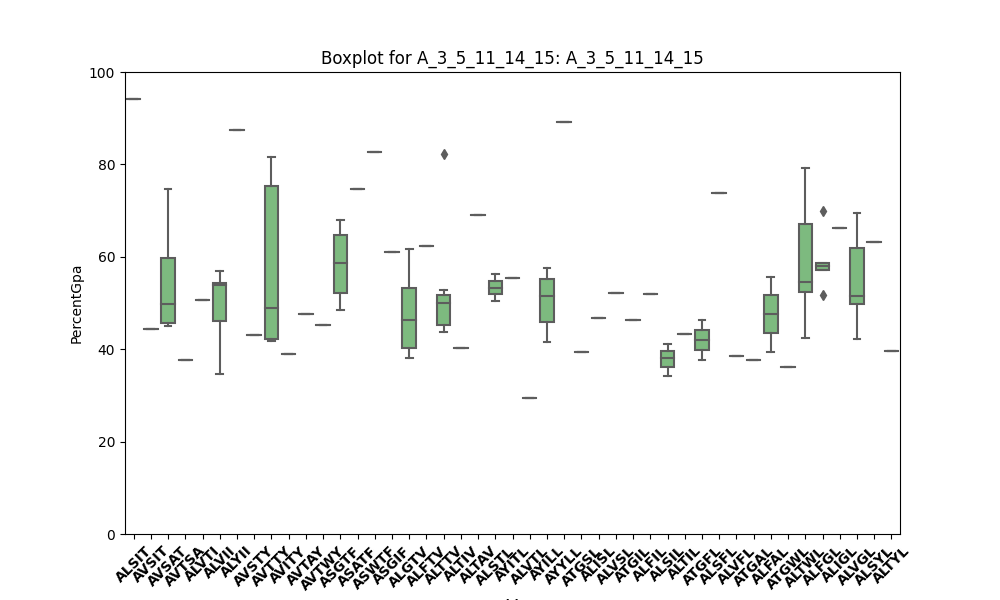 Boxplot for A_3_5_11_14_15: A_3_5_11_14_15
PercentGpa
100
80
60
40
20
0
ALSIT
AVSIT
AVSAT
AVTSA
ALVTI
ALVII
ALYII
AVSTY
AVTTY
AVITY
AVTAY
AVTWY
ASGTF
ASATF
ASWTF
ASGIF
ALGTV
ALFTV
ALTTV
ALTIV
ALTAV
ALSTL
AYITL
ALVTL
AYILL
AYYLL
ATGSL
ALISL
ALVSL
ATGIL
ALFIL
ALSIL
ALTIL
ATGFL
ALSFL
ALVFL
ATGAL
ALFAL
ATGWL
ALTWL
ALFGL
ALIGL
ALVGL
ALSYL
ALTYL